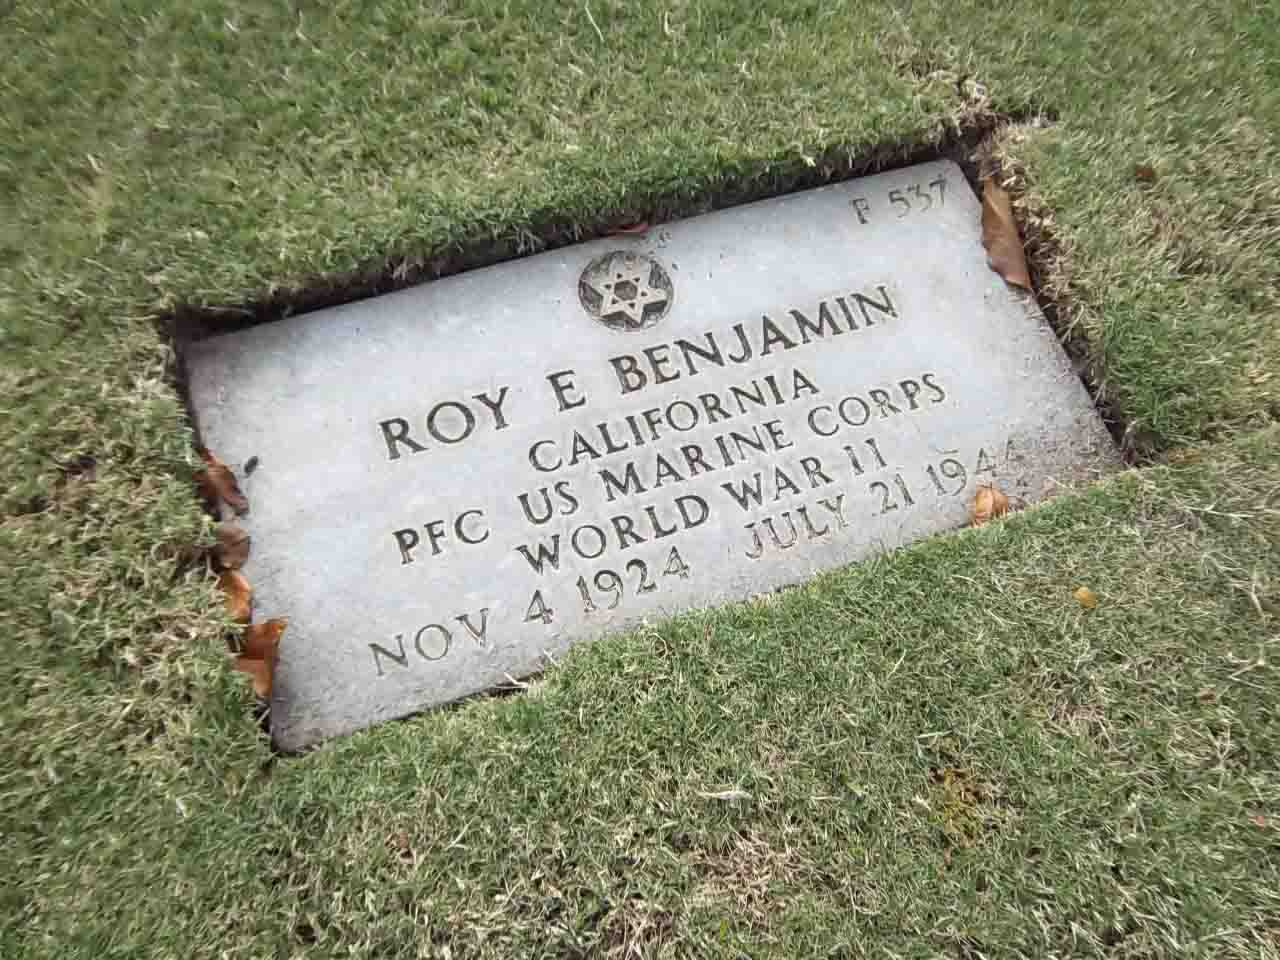 F 537
ROY E BENJAMIN
CALIFORNIA
PFC US MARINE CORPS
WORLD WAR II
NOV 4 1924 JULY 21 1944